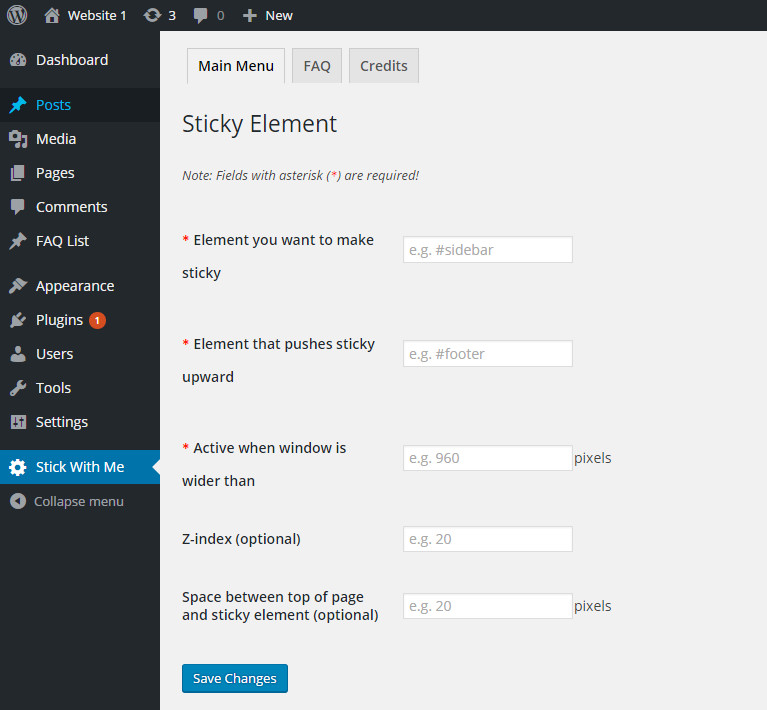 Website 1 3 0 New
Dashboard
Posts
Media
Pages
Comments
FAQ List
Appearance
Plugins 1
Users
Tools
Settings
Stick With Me
Collapse menu
Main Menu FAQ Credits
Sticky Element
Note: Fields with asterisk (*) are required!
* Element you want to make
sticky
e.g. #sidebar
* Element that pushes sticky
upward
e.g. #footer
* Active when window is
wider than
e.g. 960 pixels
Z-index (optional)
e.g. 20
Space between top of page
and sticky element (optional)
e.g. 20 pixels
Save Changes